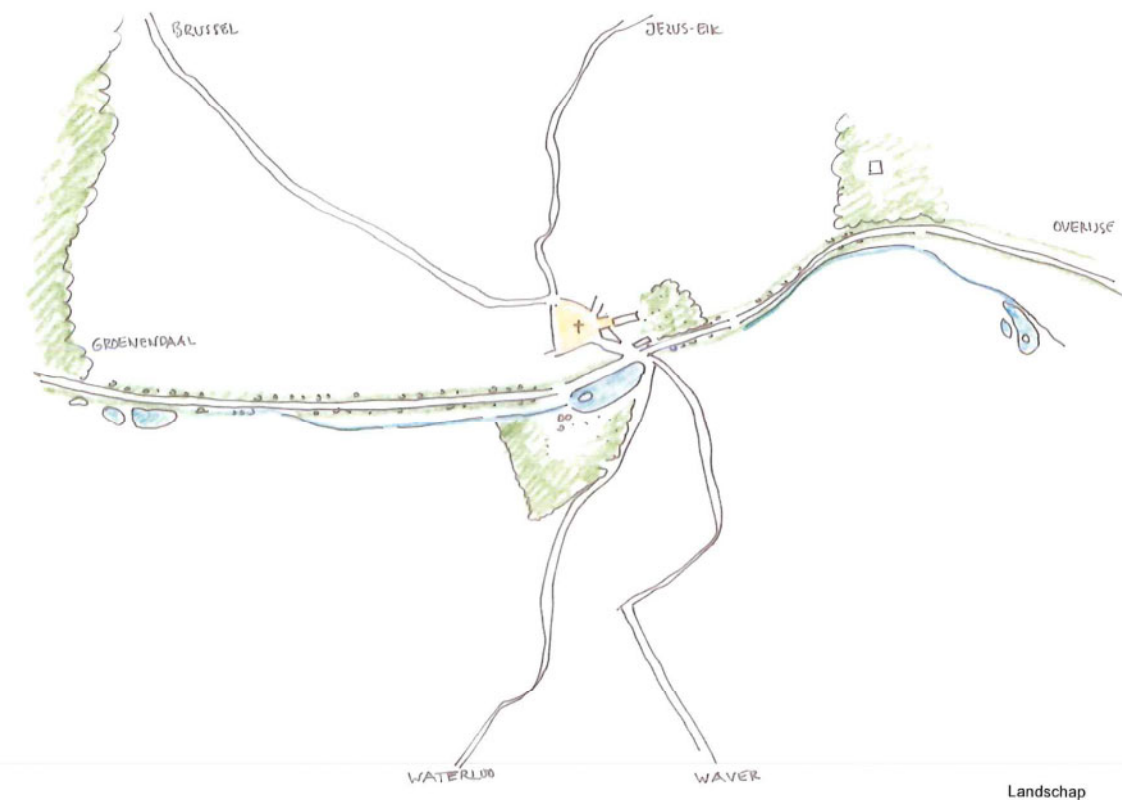 BRUSSEL
JEZUS-EIK
OVERIJSE
GROENENDAAL
WATERLOO
WAVER
Landschap